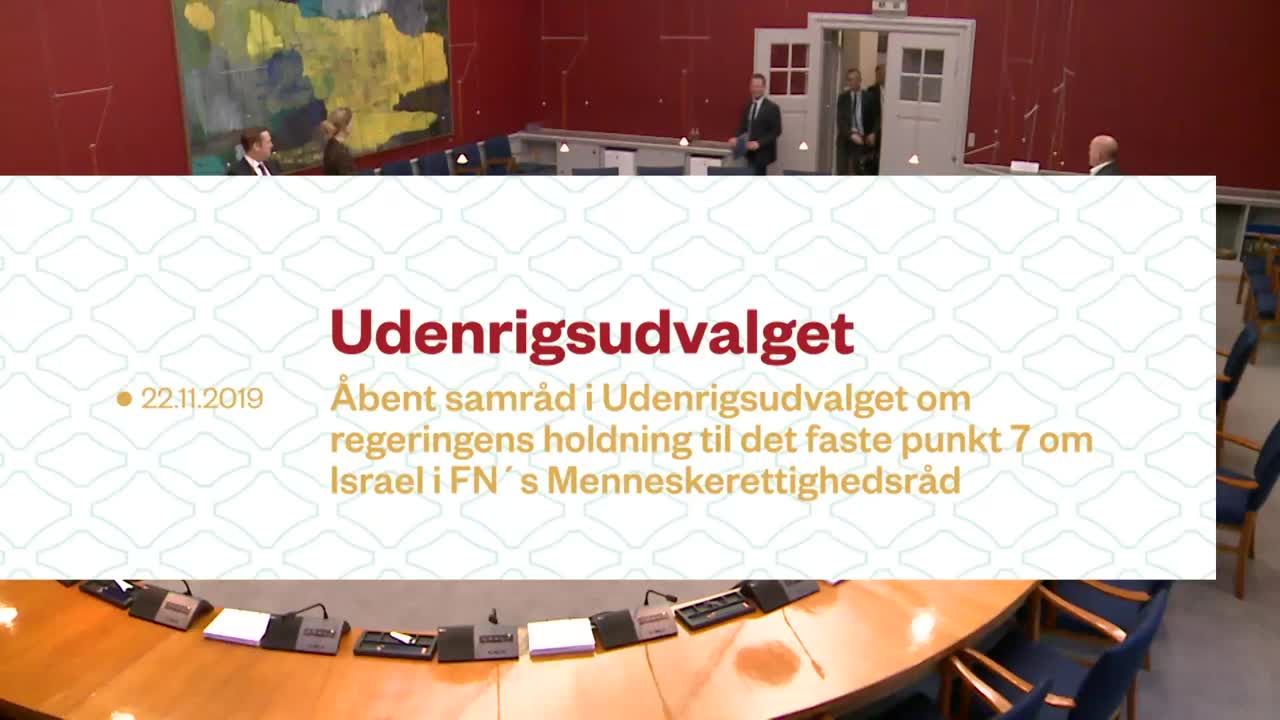 Udenrigsudvalget
22.11.2019
Åbent samråd i Udenrigsudvalget om
regeringens holdning til det faste punkt 7 om
Israel i FN´s Menneskerettighedsråd